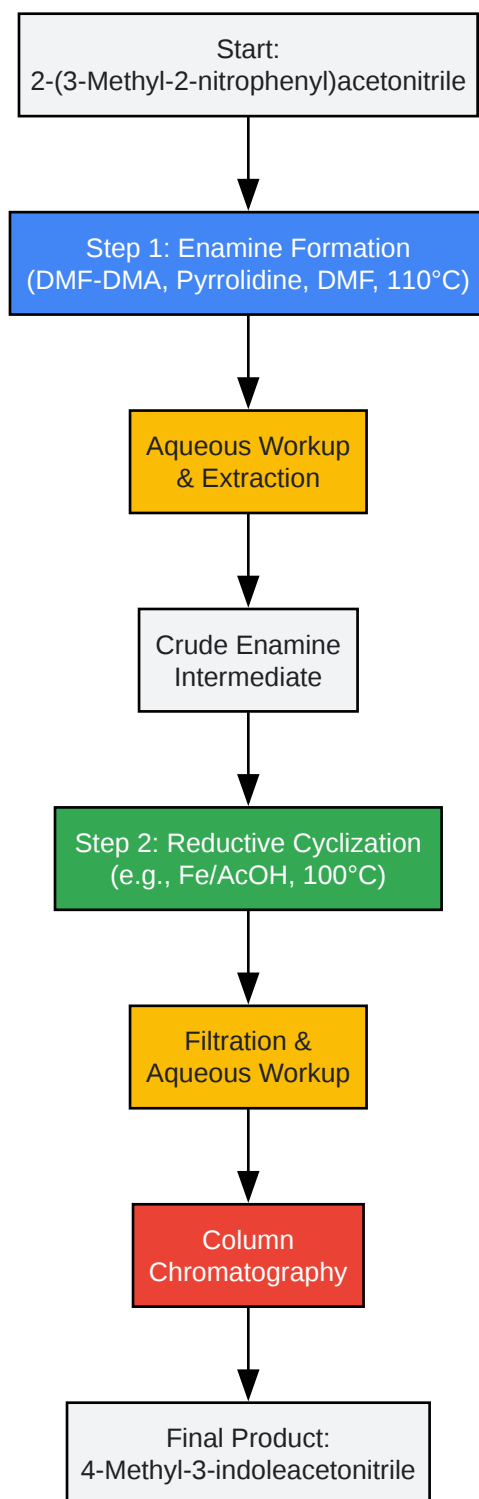 Start:
2-(3-Methyl-2-nitrophenyl)acetonitrile
Step 1: Enamine Formation
(DMF-DMA, Pyrrolidine, DMF, 110°C)
Aqueous Workup
& Extraction
Crude Enamine
Intermediate
Step 2: Reductive Cyclization
(e.g., Fe/AcOH, 100°C)
Filtration &
Aqueous Workup
Column
Chromatography
Final Product:
4-Methyl-3-indoleacetonitrile